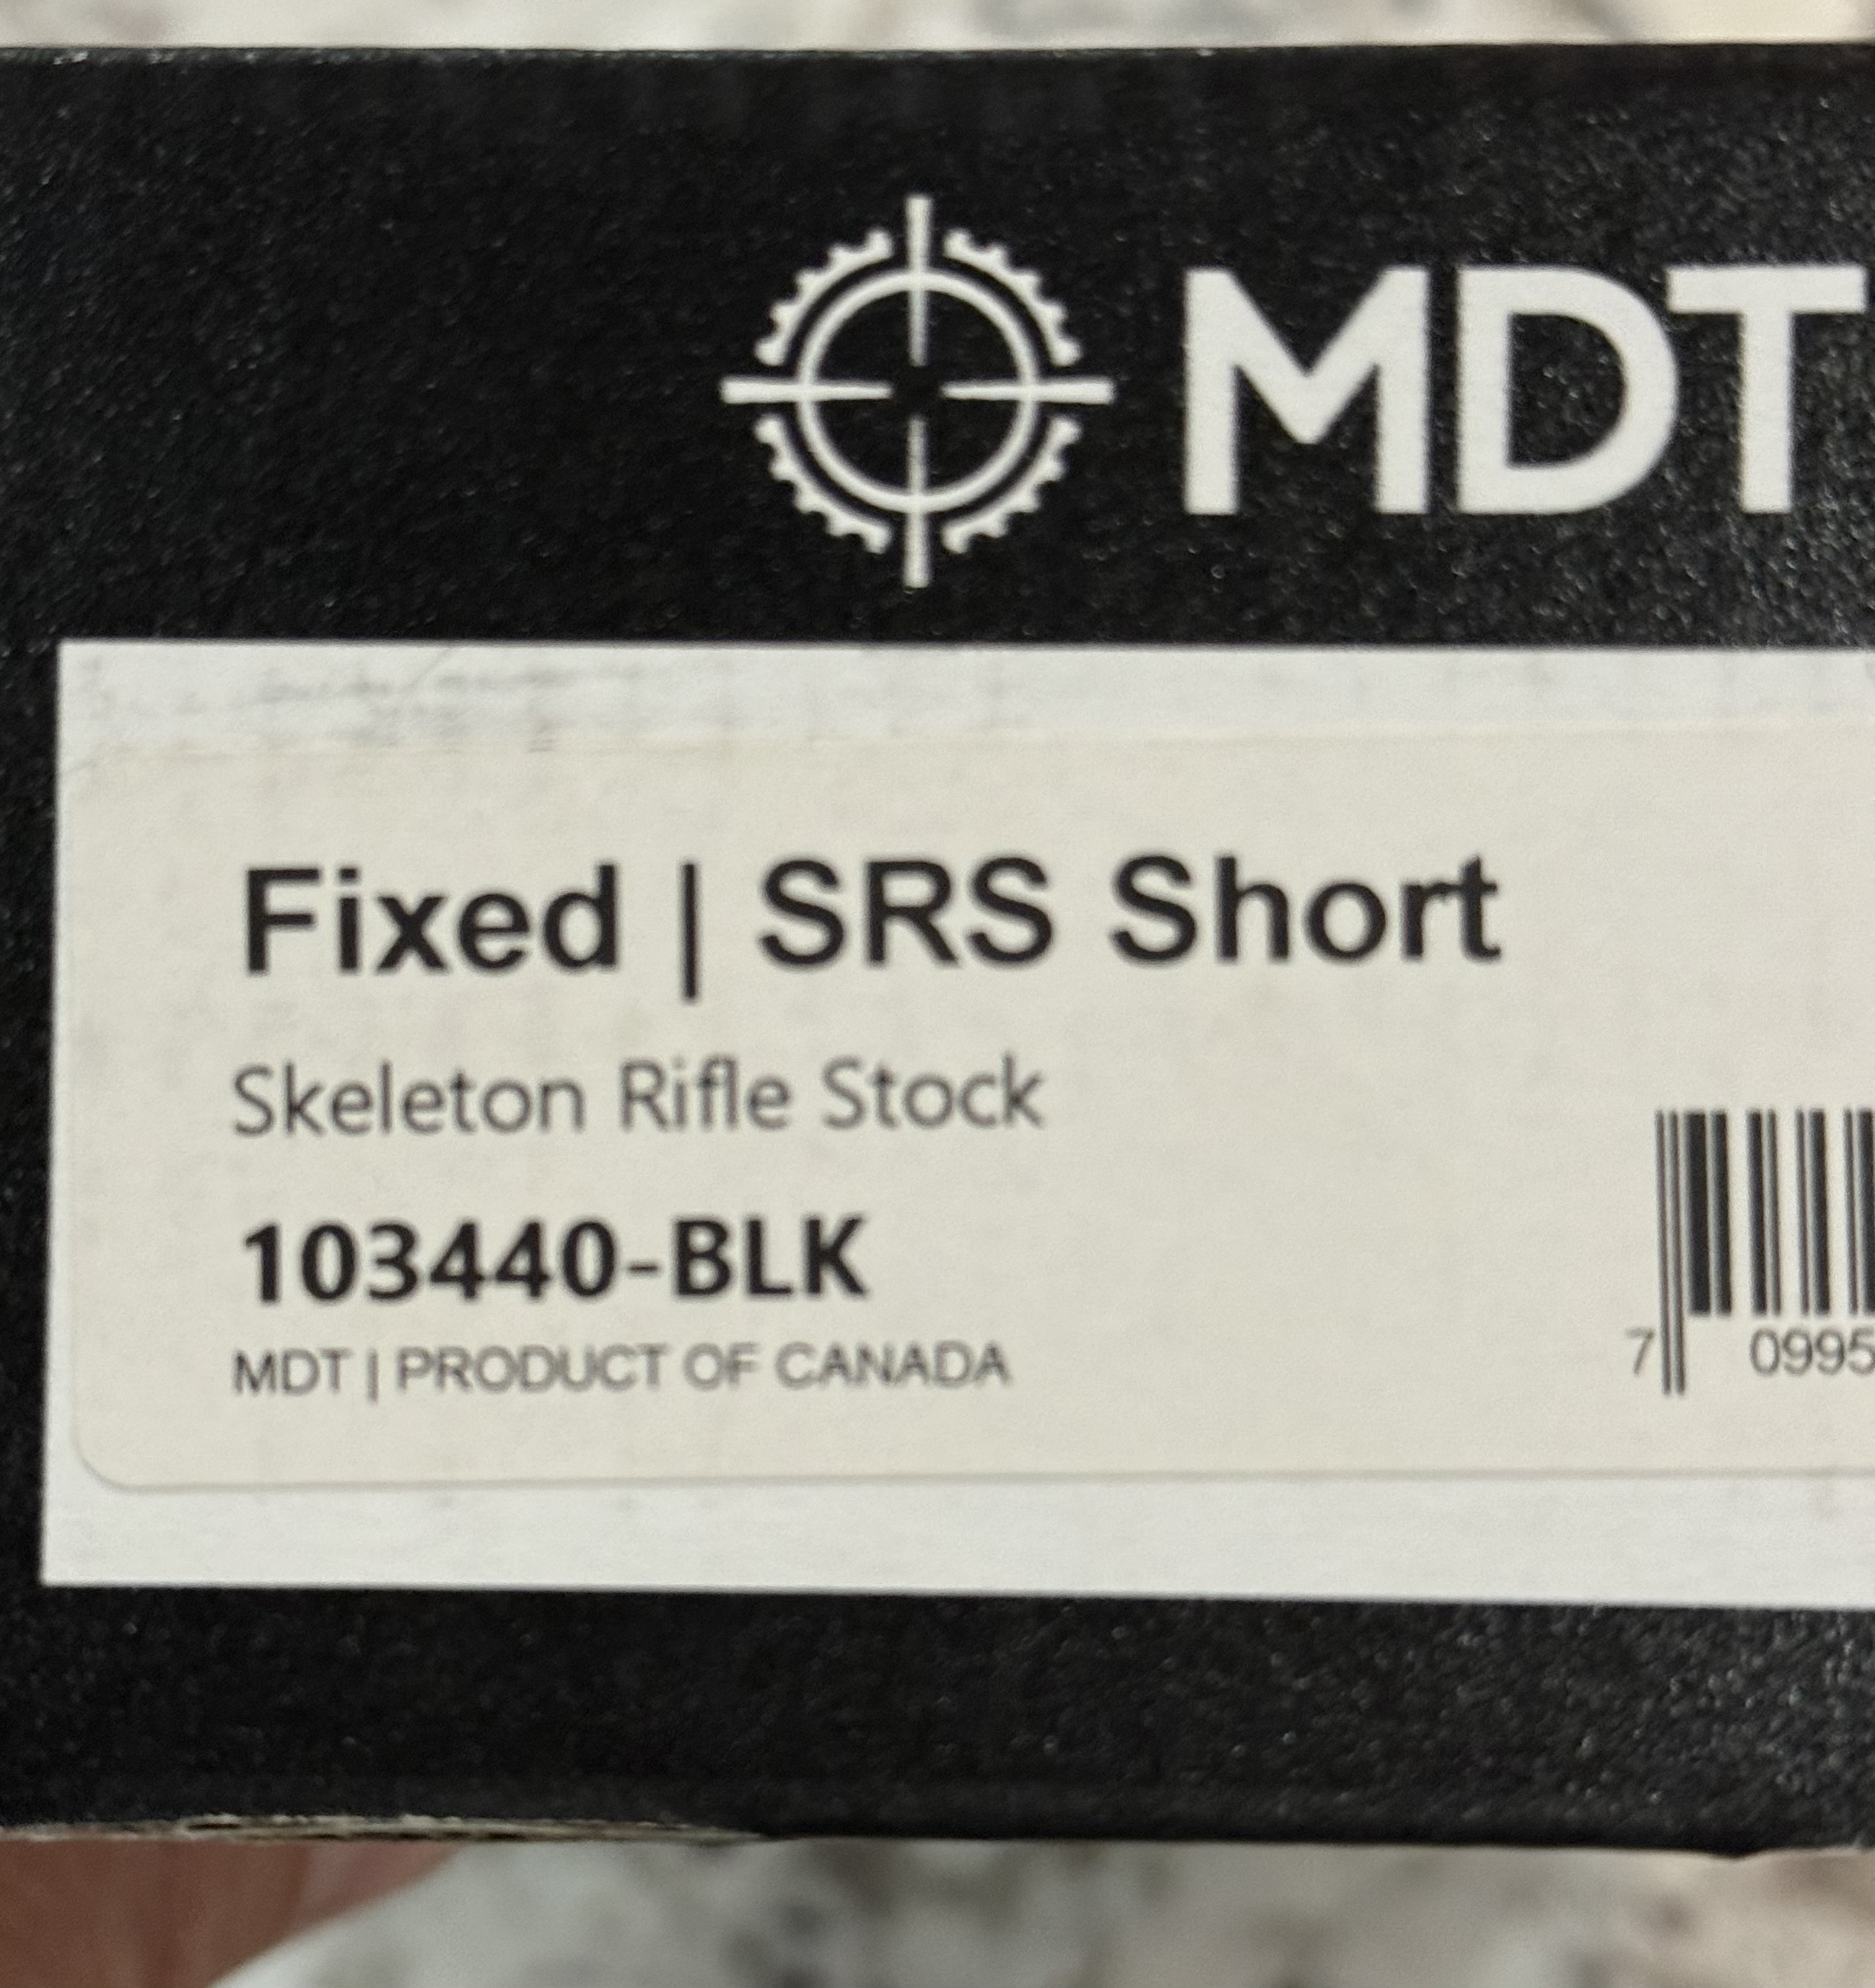 MDT
Fixed | SRS Short
Skeleton Rifle Stock
103440-BLK
MDT | PRODUCT OF CANADA
7 0995